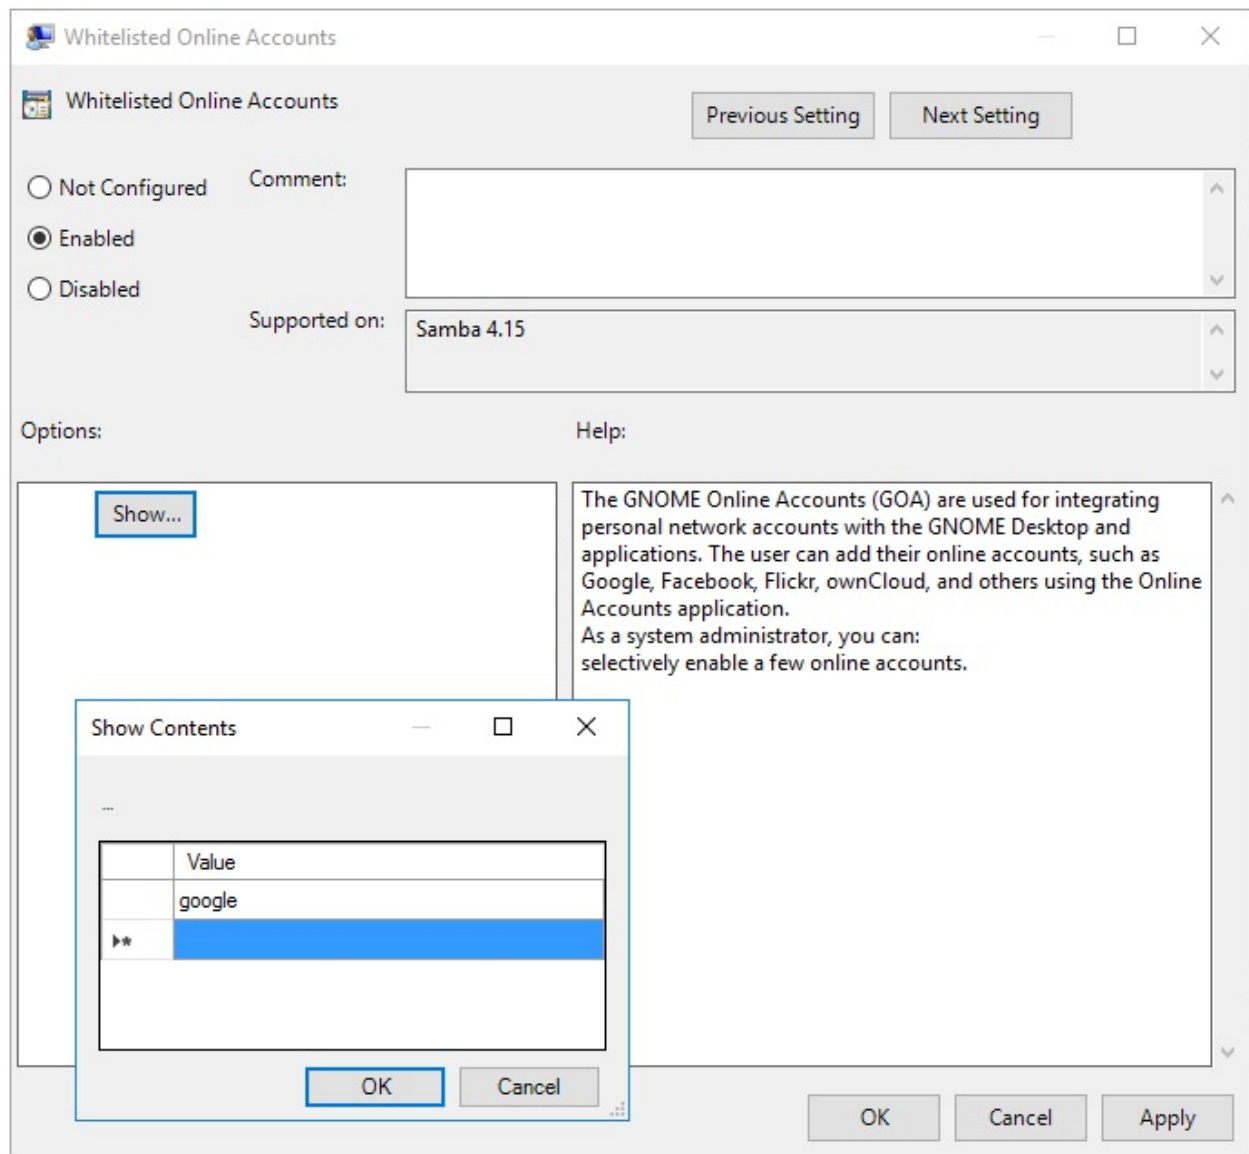 Whitelisted Online Accounts
Whitelisted Online Accounts
Previous Setting
Next Setting
Not Configured
Comment:
Enabled
Disabled
Supported on:
Samba 4.15
Options:
Help:
Show...
The GNOME Online Accounts (GOA) are used for integrating
personal network accounts with the GNOME Desktop and
applications. The user can add their online accounts, such as
Google, Facebook, Flickr, ownCloud, and others using the Online
Accounts application.
As a system administrator, you can:
selectively enable a few online accounts.
Show Contents
...
Value
google
OK
Cancel
OK
Cancel
Apply